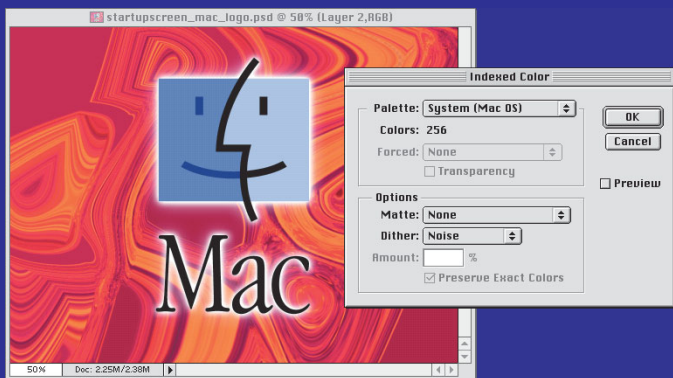 startupscreen_mac_logo.psd @ 50% (Layer 2,RGB)
Mac
50%
Doc: 2.25M/2.38M
Indexed Color
Palette: System (Mac OS)
Colors: 256
Forced: None
Transparency
Options
Matte: None
Dither: Noise
Amount: %
Preserve Exact Colors
OK
Cancel
Preview